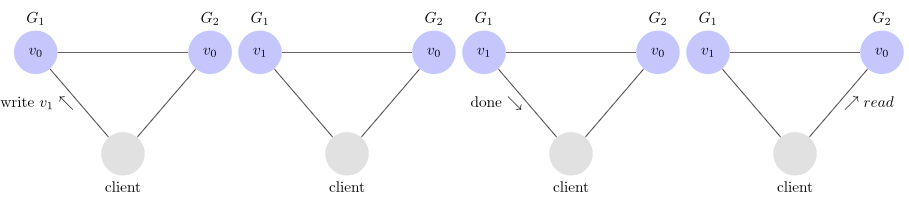 G₁ G₂ G₁ G₂ G₁ G₂ G₁ G₂
v₀ v₀ v₁ v₀ v₁ v₀ v₁ v₀
write v₁ ↖ done ↘ ↗ read
client client client client